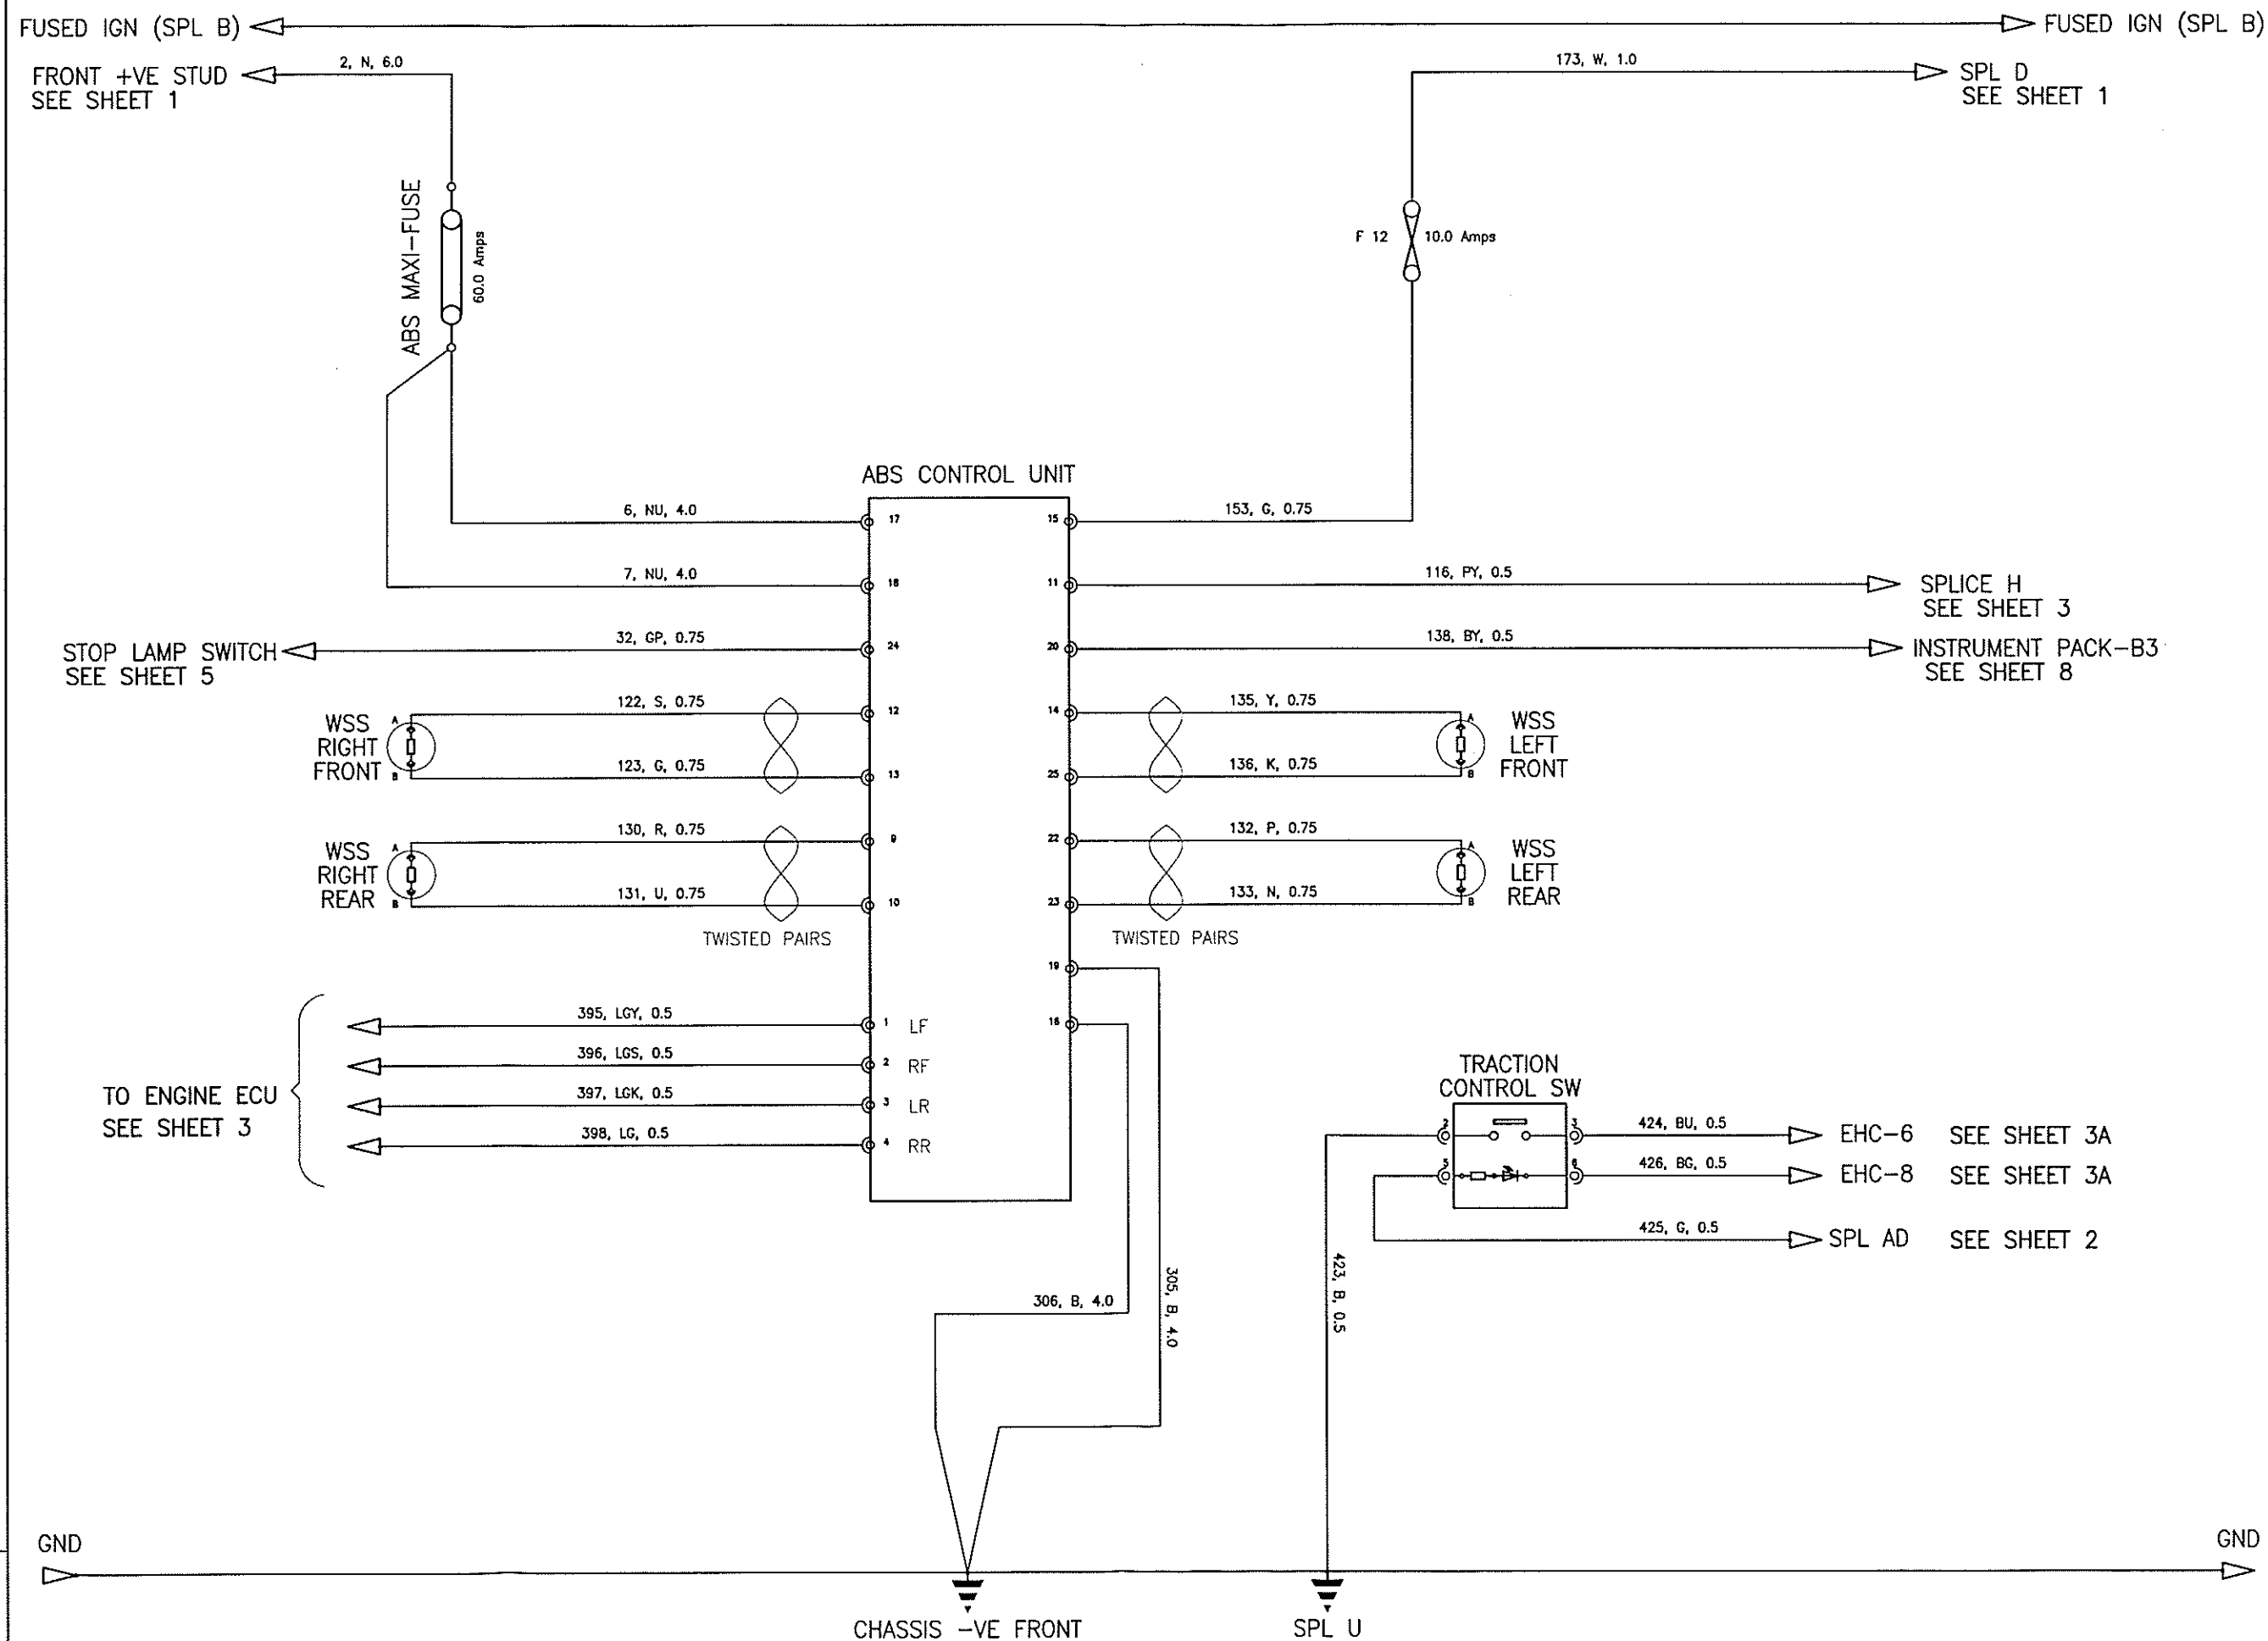 FUSED IGN (SPL B)
FUSED IGN (SPL B)
FRONT +VE STUD
SEE SHEET 1
2, N, 6.0
173, W, 1.0
SPL D
SEE SHEET 1
ABS MAXI-FUSE
60.0 Amps
F 12
10.0 Amps
ABS CONTROL UNIT
6, NU, 4.0
17
15
153, G, 0.75
7, NU, 4.0
18
11
116, PY, 0.5
SPLICE H
SEE SHEET 3
STOP LAMP SWITCH
SEE SHEET 5
32, GP, 0.75
24
20
138, BY, 0.5
INSTRUMENT PACK-B3
SEE SHEET 8
WSS
RIGHT
FRONT
A
B
122, S, 0.75
12
123, G, 0.75
13
14
135, Y, 0.75
25
136, K, 0.75
A
B
WSS
LEFT
FRONT
WSS
RIGHT
REAR
A
B
130, R, 0.75
9
131, U, 0.75
10
22
132, P, 0.75
23
133, N, 0.75
A
B
WSS
LEFT
REAR
TWISTED PAIRS
TWISTED PAIRS
19
16
TO ENGINE ECU
SEE SHEET 3
395, LGY, 0.5
1 LF
396, LGS, 0.5
2 RF
397, LGK, 0.5
3 LR
398, LG, 0.5
4 RR
TRACTION
CONTROL SW
2
3
424, BU, 0.5
EHC-6 SEE SHEET 3A
5
6
426, BG, 0.5
EHC-8 SEE SHEET 3A
425, G, 0.5
SPL AD SEE SHEET 2
306, B, 4.0
305, B, 4.0
423, B, 0.5
GND
GND
CHASSIS -VE FRONT
SPL U